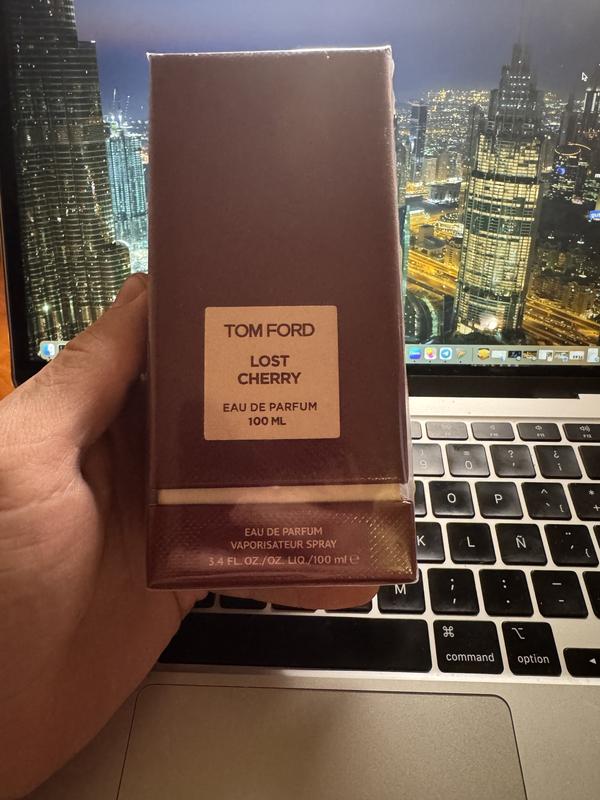 TOM FORD
LOST
CHERRY
EAU DE PARFUM
100 ML
EAU DE PARFUM
VAPORISATEUR SPRAY
3.4 FL. OZ./OZ. LIQ./100 ml ℮
O P ^ ` [ * +
K L Ñ ¨ ´ {
M ; , : . _ -
⌘ command
⌥ option
◀